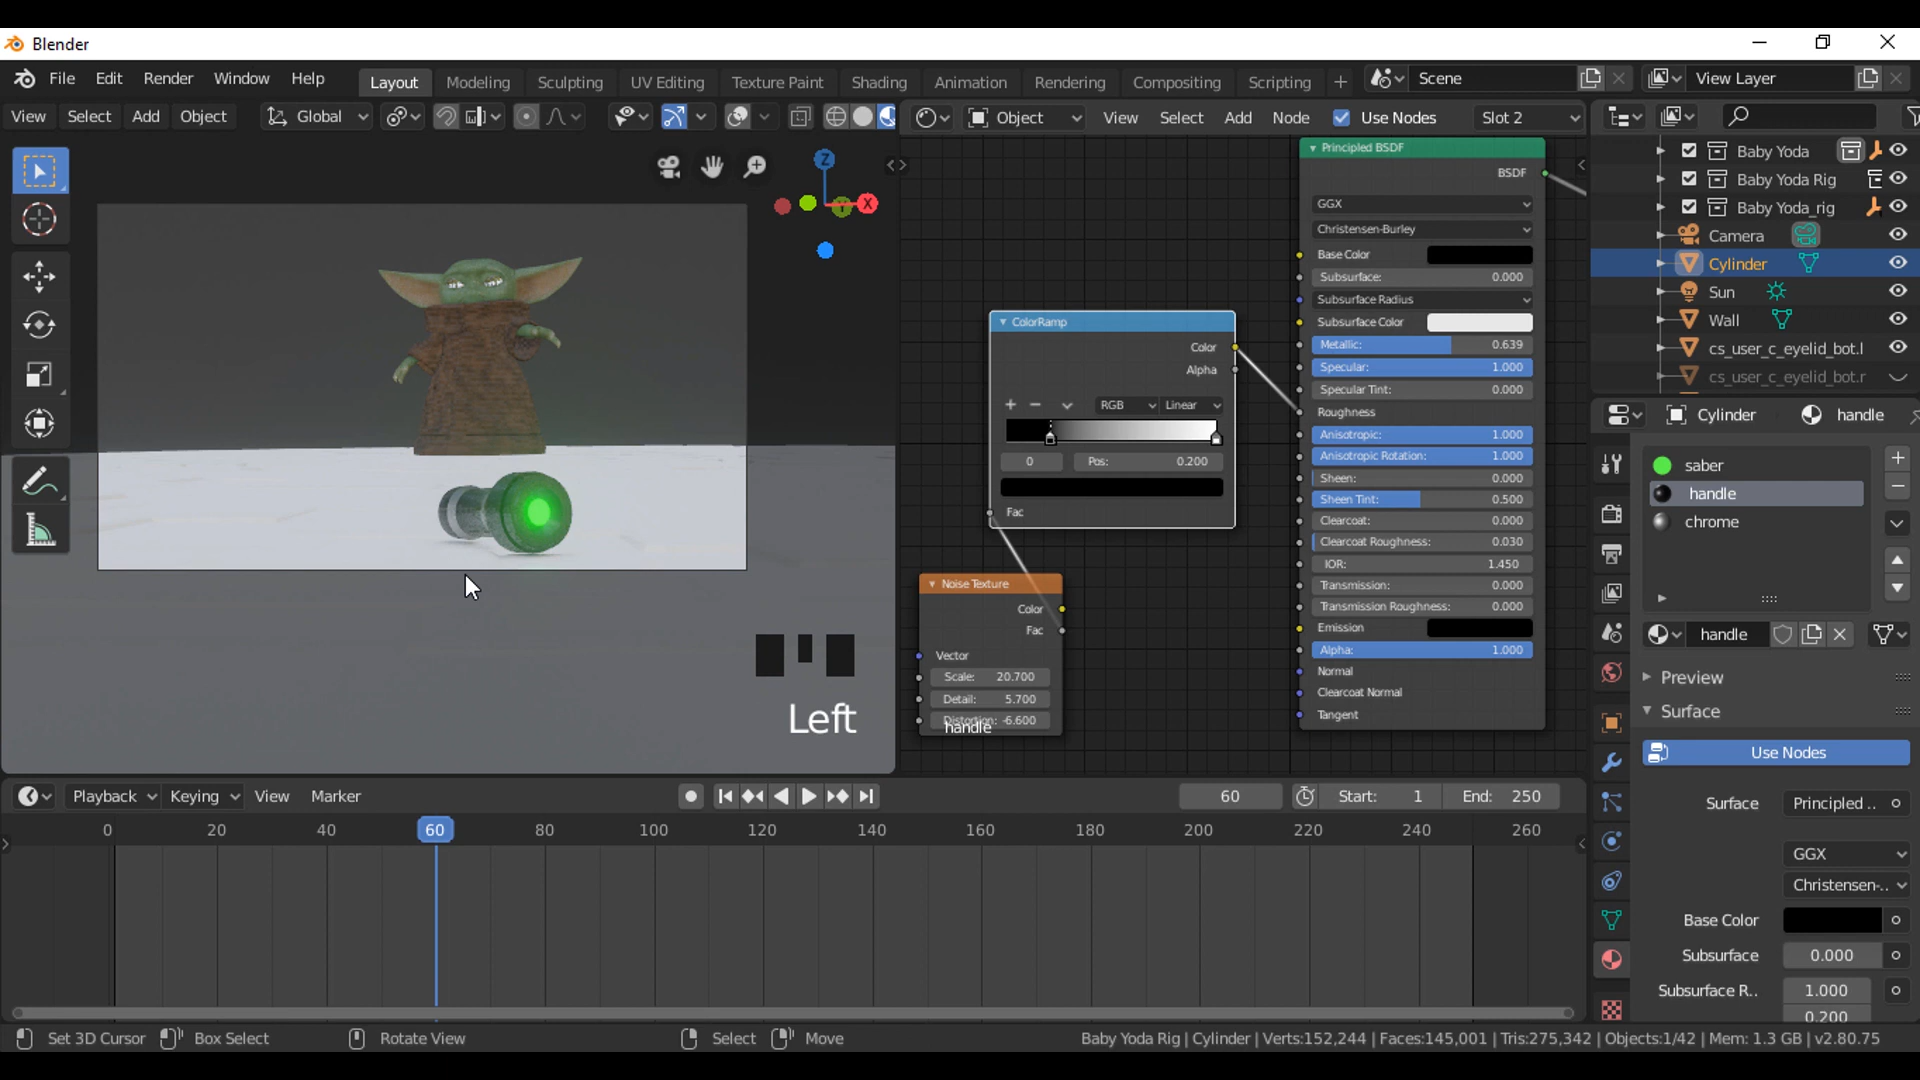 Blender
File Edit Render Window Help Layout Modeling Sculpting UV Editing Texture Paint Shading Animation Rendering Compositing Scripting + Scene View Layer
View Select Add Object Global Object View Select Add Node Use Nodes Slot 2
Z
X
Y
Principled BSDF
BSDF
GGX
Christensen-Burley
Base Color
Subsurface: 0.000
Subsurface Radius
Subsurface Color
Metallic: 0.639
Specular: 1.000
Specular Tint: 0.000
Roughness
Anisotropic: 1.000
Anisotropic Rotation: 1.000
Sheen: 0.000
Sheen Tint: 0.500
Clearcoat: 0.000
Clearcoat Roughness: 0.030
IOR: 1.450
Transmission: 0.000
Transmission Roughness: 0.000
Emission
Alpha: 1.000
Normal
Clearcoat Normal
Tangent
ColorRamp
Color
Alpha
+ − RGB Linear
0 Pos: 0.200
Fac
Noise Texture
Color
Fac
Vector
Scale: 20.700
Detail: 5.700
Distortion: -6.600
handle
Left
Baby Yoda
Baby Yoda Rig
Baby Yoda_rig
Camera
Cylinder
Sun
Wall
cs_user_c_eyelid_bot.l
cs_user_c_eyelid_bot.r
Cylinder handle
saber
handle
chrome
handle
Preview
Surface
Use Nodes
Surface Principled ..
GGX
Christensen-..
Base Color
Subsurface 0.000
Subsurface R.. 1.000
0.200
Playback Keying View Marker 60 Start: 1 End: 250
0 20 40 60 80 100 120 140 160 180 200 220 240 260
Set 3D Cursor Box Select Rotate View Select Move Baby Yoda Rig | Cylinder | Verts:152,244 | Faces:145,001 | Tris:275,342 | Objects:1/42 | Mem: 1.3 GB | v2.80.75